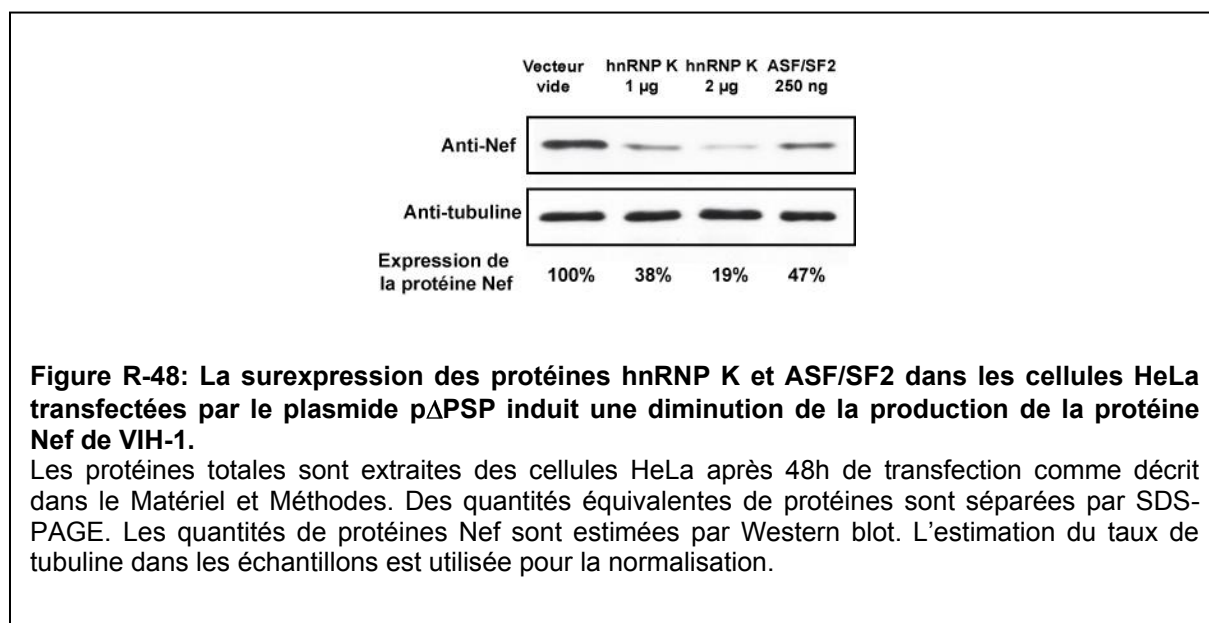 Vecteur vide hnRNP K 1 µg hnRNP K 2 µg ASF/SF2 250 ng
Anti-Nef
Anti-tubuline
Expression de la protéine Nef 100% 38% 19% 47%
Figure R-48: La surexpression des protéines hnRNP K et ASF/SF2 dans les cellules HeLa
transfectées par le plasmide p∆PSP induit une diminution de la production de la protéine
Nef de VIH-1.
Les protéines totales sont extraites des cellules HeLa après 48h de transfection comme décrit
dans le Matériel et Méthodes. Des quantités équivalentes de protéines sont séparées par SDS-
PAGE. Les quantités de protéines Nef sont estimées par Western blot. L’estimation du taux de
tubuline dans les échantillons est utilisée pour la normalisation.